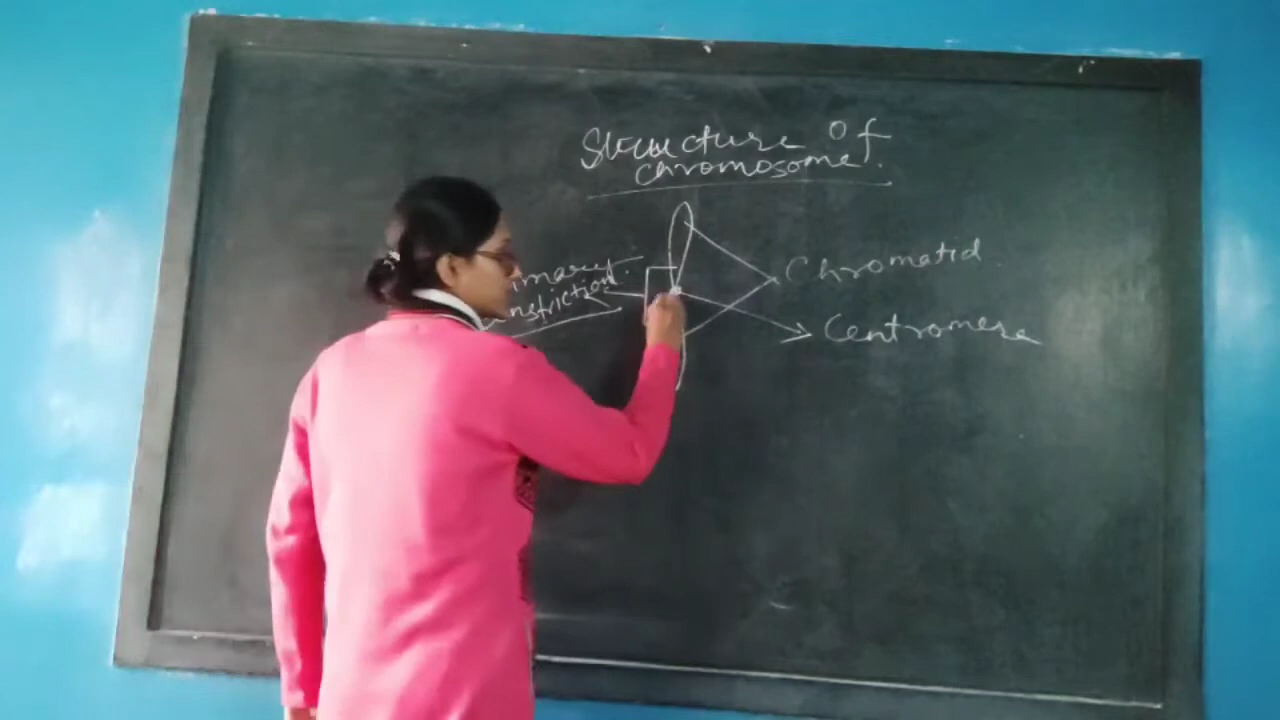 Structure of
chromosome.
Chromatid
Centromere